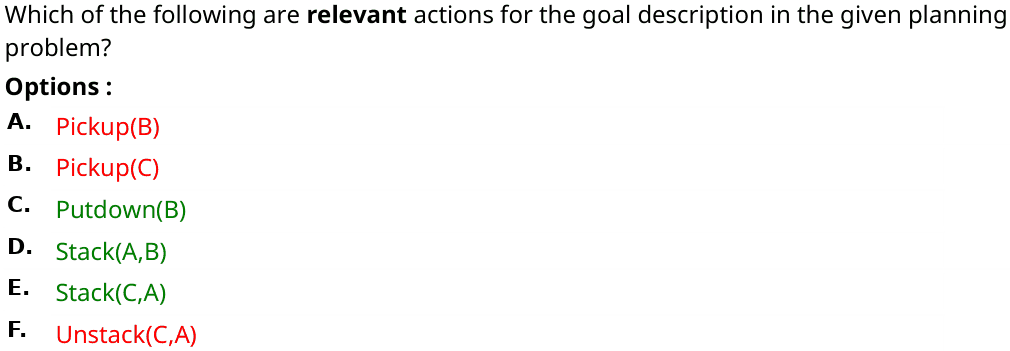 Which of the following are relevant actions for the goal description in the given planning
problem?
Options :
A. Pickup(B)
B. Pickup(C)
C. Putdown(B)
D. Stack(A,B)
E. Stack(C,A)
F. Unstack(C,A)